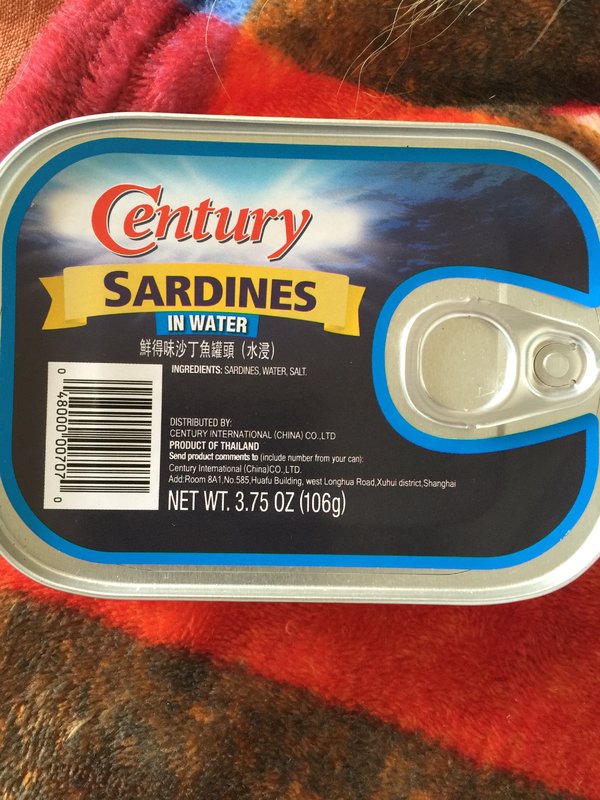 Century
SARDINES
IN WATER
鮮得味沙丁魚罐頭 (水浸)
INGREDIENTS: SARDINES, WATER, SALT.
0 48000 00707 0
DISTRIBUTED BY:
CENTURY INTERNATIONAL (CHINA) CO.,LTD
PRODUCT OF THAILAND
Send product comments to (include number from your can):
Century International (China)CO.,LTD.
Add:Room 8A1,No.585,Huafu Building, west Longhua Road,Xuhui district,Shanghai
NET WT. 3.75 OZ (106g)